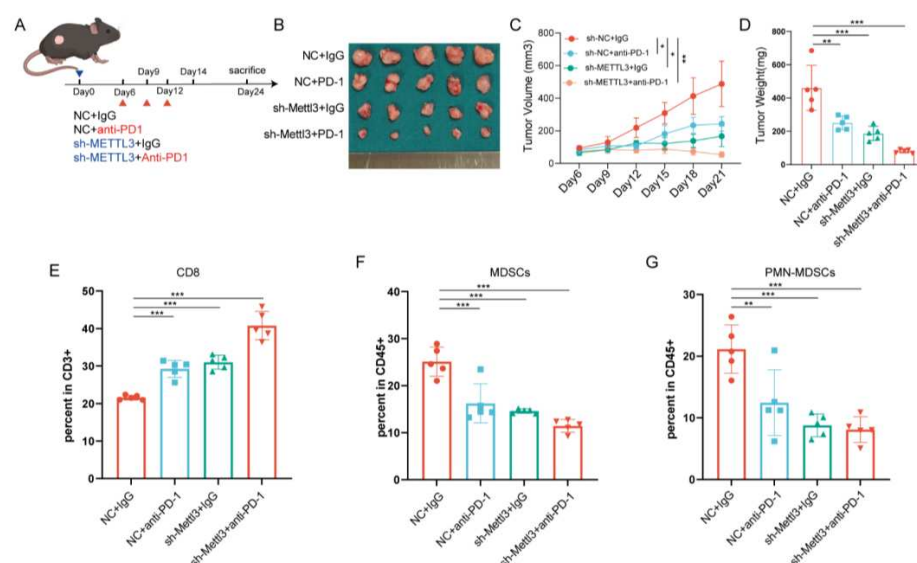 A
Day9
Day14
sacrifice
Day0
Day6
Day12
Day24
NC+IgG
NC+anti-PD1
sh-METTL3+IgG
sh-METTL3+Anti-PD1
B
NC+IgG
NC+PD-1
sh-Mettl3+IgG
sh-Mettl3+PD-1
C
Tumor Volume (mm3)
800
600
400
200
0
sh-NC+IgG
sh-NC+anti-PD-1
sh-METTL3+IgG
sh-METTL3+anti-PD-1
*
*
**
Day6
Day9
Day12
Day15
Day18
Day21
D
Tumor Weight(mg)
800
600
400
200
0
***
***
**
NC+IgG
NC+anti-PD-1
sh-Mettl3+IgG
sh-Mettl3+anti-PD-1
E
CD8
percent in CD3+
50
40
30
20
10
0
***
***
***
NC+IgG
NC+anti-PD-1
sh-Mettl3+IgG
sh-Mettl3+anti-PD-1
F
MDSCs
percent in CD45+
40
30
20
10
0
***
***
***
NC+IgG
NC+anti-PD-1
sh-Mettl3+IgG
sh-Mettl3+anti-PD-1
G
PMN-MDSCs
percent in CD45+
30
20
10
0
***
***
**
NC+IgG
NC+anti-PD-1
sh-Mettl3+IgG
sh-Mettl3+anti-PD-1